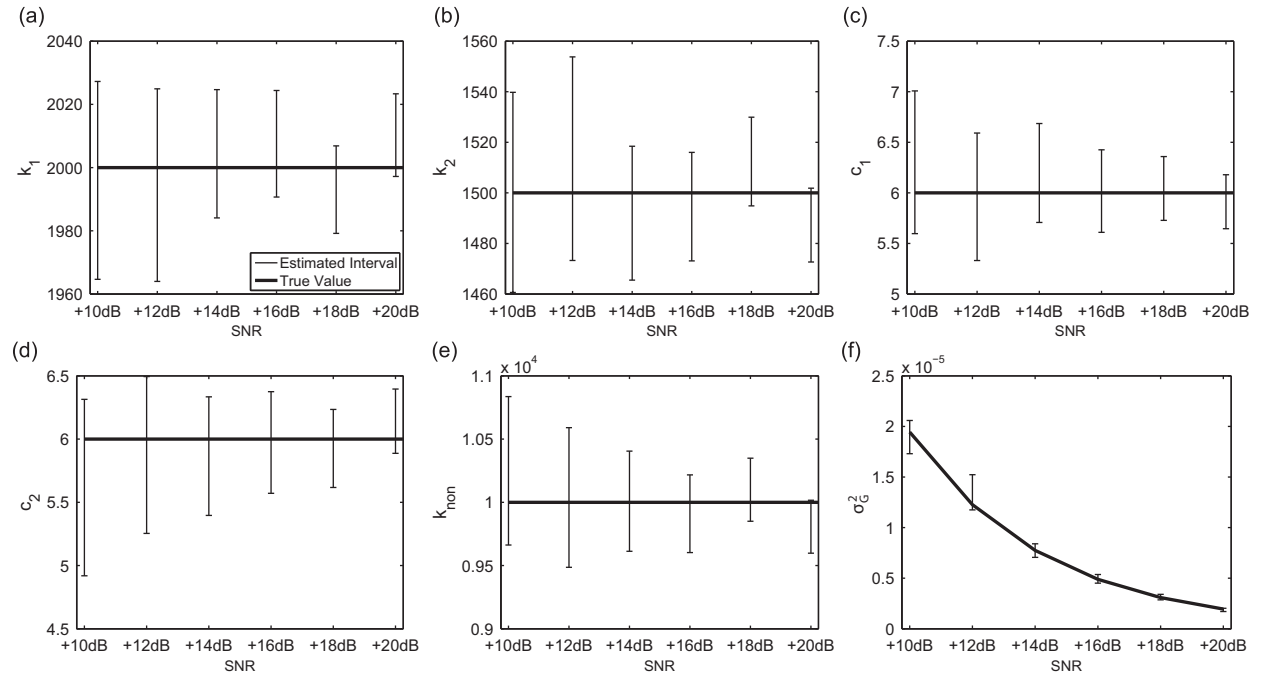 (a)
2040
2020
2000
1980
1960
k1
Estimated Interval
True Value
+10dB +12dB +14dB +16dB +18dB +20dB
SNR
(b)
1560
1540
1520
1500
1480
1460
k2
+10dB +12dB +14dB +16dB +18dB +20dB
SNR
(c)
7.5
7
6.5
6
5.5
5
c1
+10dB +12dB +14dB +16dB +18dB +20dB
SNR
(d)
6.5
6
5.5
5
4.5
c2
+10dB +12dB +14dB +16dB +18dB +20dB
SNR
(e)
x 10^4
1.1
1.05
1
0.95
0.9
knon
+10dB +12dB +14dB +16dB +18dB +20dB
SNR
(f)
x 10^−5
2.5
2
1.5
1
0.5
0
σ²G
+10dB +12dB +14dB +16dB +18dB +20dB
SNR